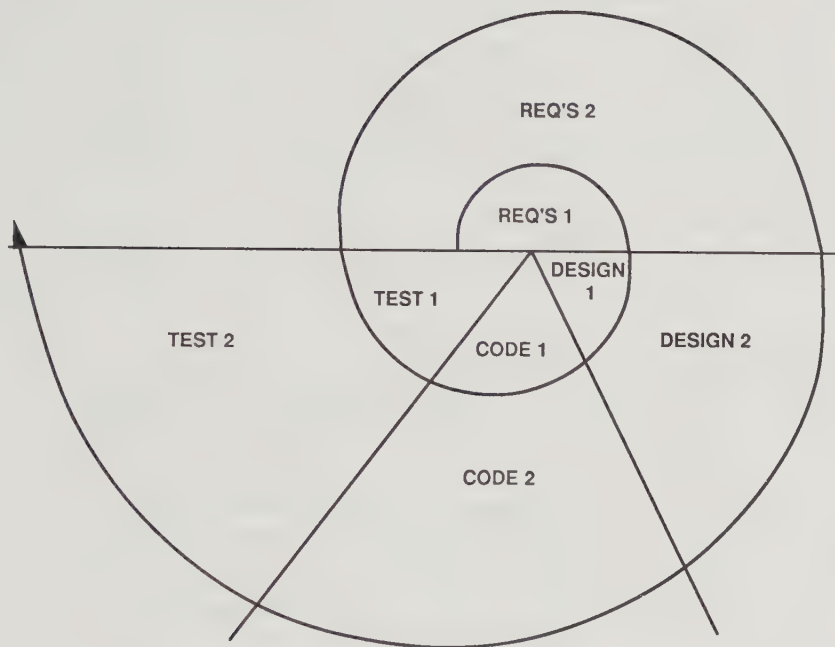 REQ'S 2
REQ'S 1
DESIGN
1
TEST 1
TEST 2
CODE 1
DESIGN 2
CODE 2